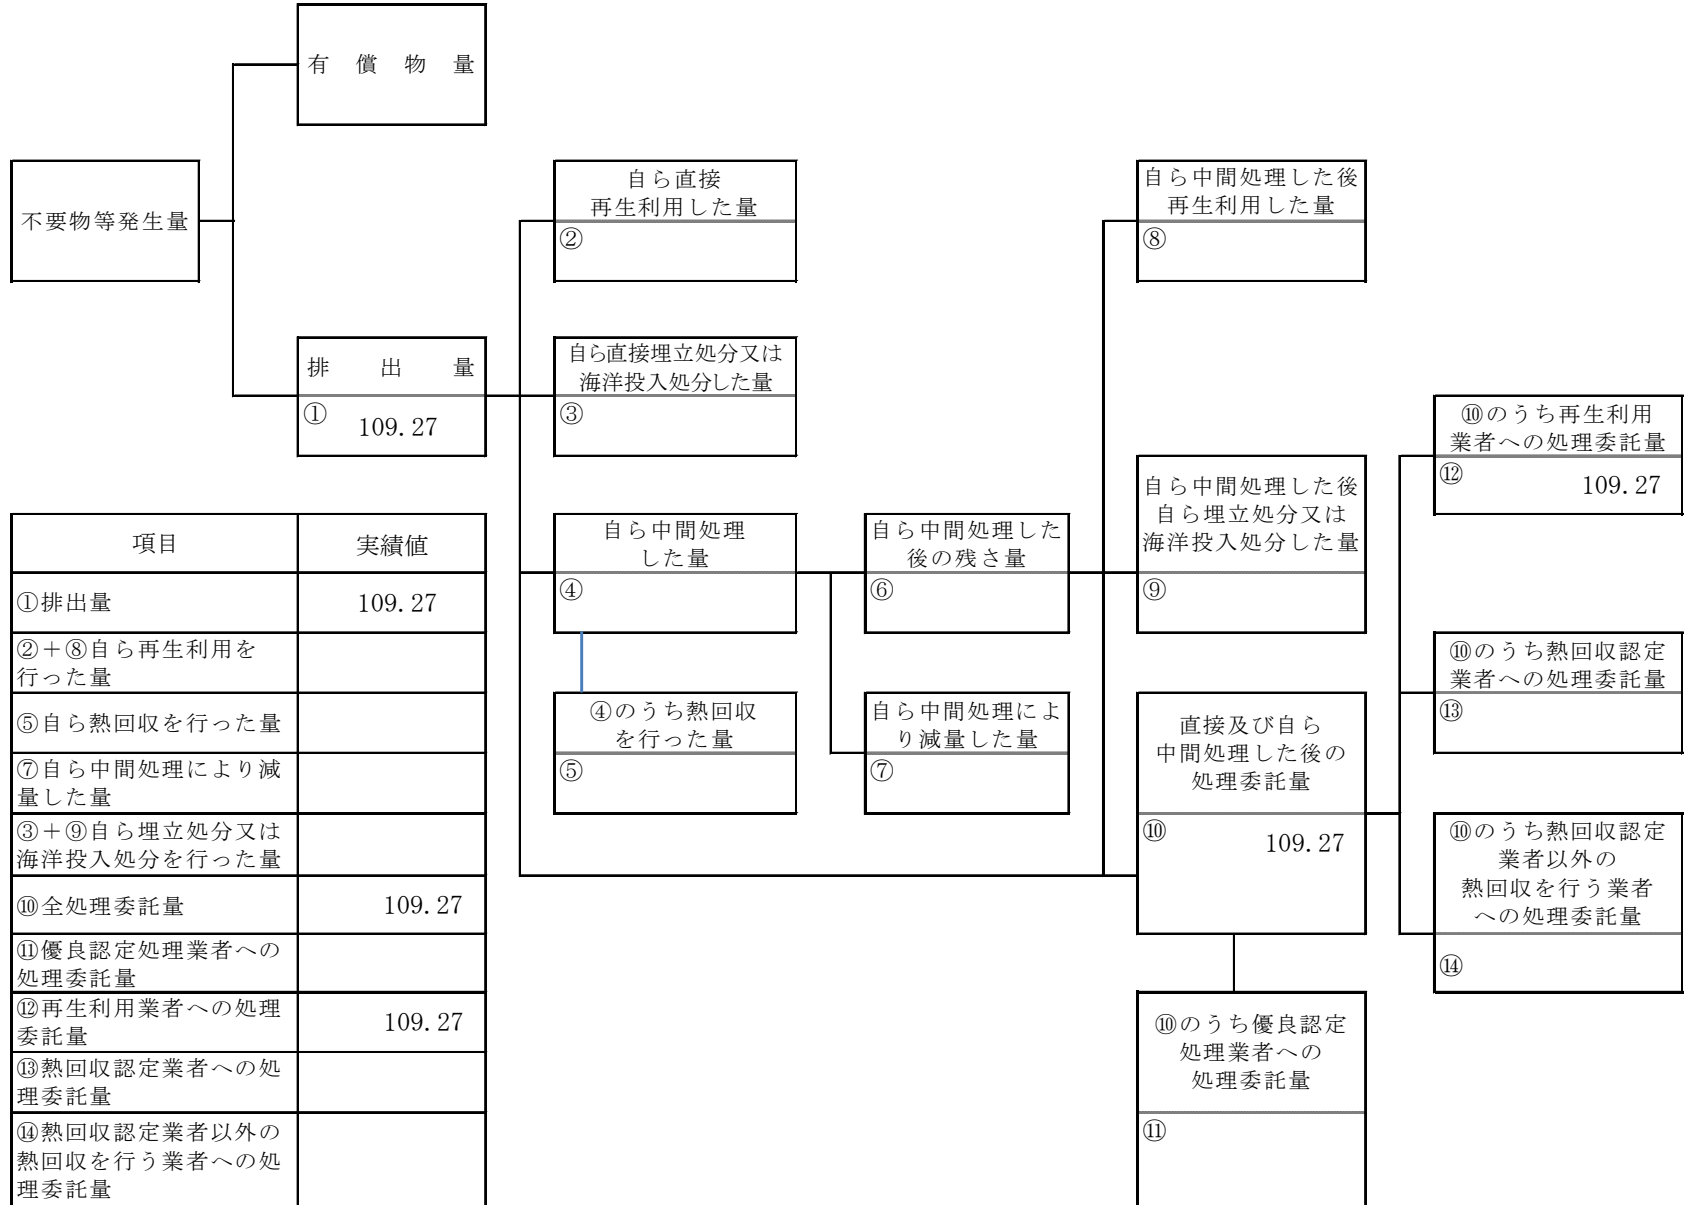 有償物量
不要物等発生量
排出量
①
109.27
自ら直接
再生利用した量
②
自ら直接埋立処分又は
海洋投入処分した量
③
自ら中間処理
した量
④
④のうち熱回収
を行った量
⑤
自ら中間処理した
後の残さ量
⑥
自ら中間処理によ
り減量した量
⑦
自ら中間処理した後
再生利用した量
⑧
自ら中間処理した後
自ら埋立処分又は
海洋投入処分した量
⑨
直接及び自ら
中間処理した後の
処理委託量
⑩
109.27
⑩のうち優良認定
処理業者への
処理委託量
⑪
⑩のうち再生利用
業者への処理委託量
⑫
109.27
⑩のうち熱回収認定
業者への処理委託量
⑬
⑩のうち熱回収認定
業者以外の
熱回収を行う業者
への処理委託量
⑭
項目 実績値
①排出量 109.27
②+⑧自ら再生利用を
行った量
⑤自ら熱回収を行った量
⑦自ら中間処理により減
量した量
③+⑨自ら埋立処分又は
海洋投入処分を行った量
⑩全処理委託量 109.27
⑪優良認定処理業者への
処理委託量
⑫再生利用業者への処理
委託量 109.27
⑬熱回収認定業者への処
理委託量
⑭熱回収認定業者以外の
熱回収を行う業者への処
理委託量